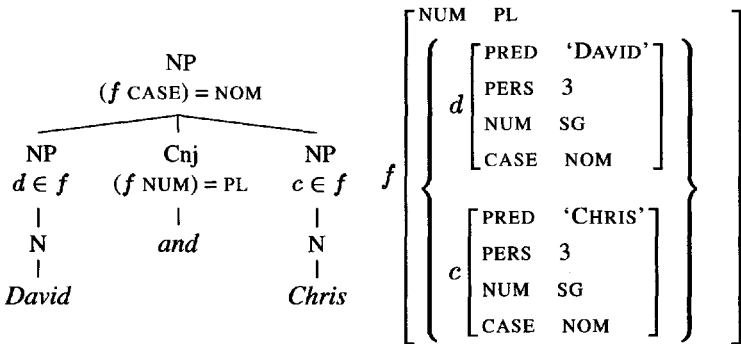 NP
(f CASE) = NOM
NP Cnj NP
d ∈ f (f NUM) = PL c ∈ f
N and N
David Chris
f
NUM PL
d
PRED ‘DAVID’
PERS 3
NUM SG
CASE NOM
c
PRED ‘CHRIS’
PERS 3
NUM SG
CASE NOM